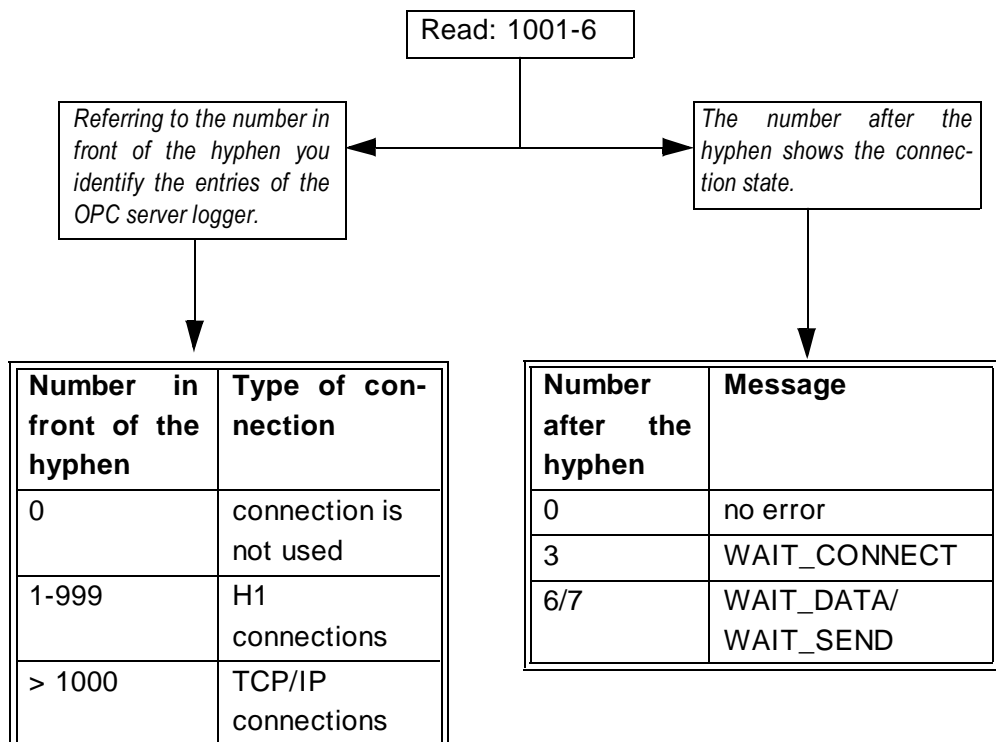 Read: 1001-6
Referring to the number in
front of the hyphen you
identify the entries of the
OPC server logger.
The number after the
hyphen shows the connec-
tion state.
Number in
front of the
hyphen
Type of con-
nection
0
connection is
not used
1-999
H1
connections
> 1000
TCP/IP
connections
Number
after the
hyphen
Message
0
no error
3
WAIT_CONNECT
6/7
WAIT_DATA/
WAIT_SEND